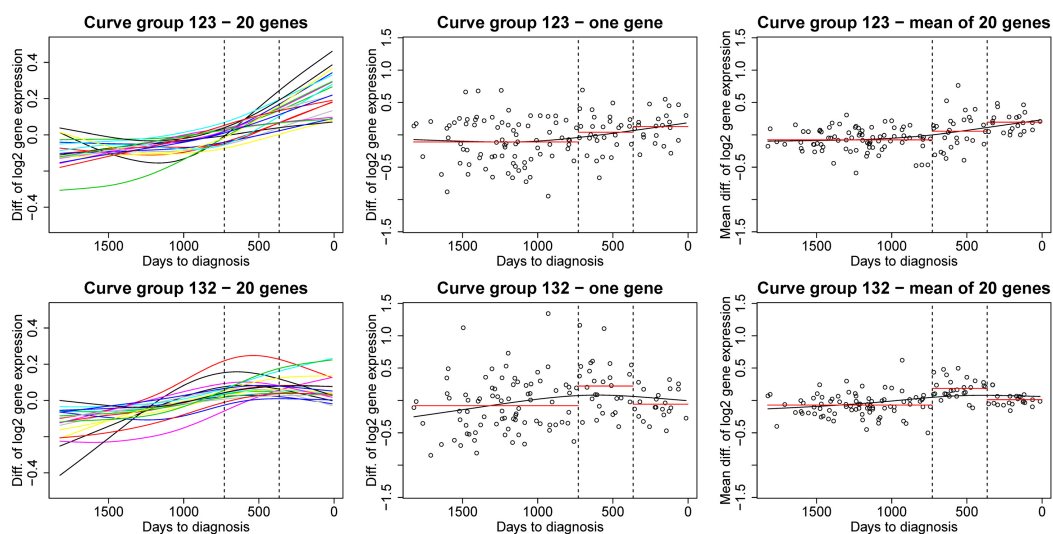 Curve group 123 − 20 genes
Diff. of log2 gene expression
0.4
0.2
0.0
−0.4
1500 1000 500 0
Days to diagnosis
Curve group 123 − one gene
Diff. of log2 gene expression
1.5
1.0
0.5
−0.5
−1.5
1500 1000 500 0
Days to diagnosis
Curve group 123 − mean of 20 genes
Mean diff. of log2 gene expression
1.5
1.0
0.5
−0.5
−1.5
1500 1000 500 0
Days to diagnosis
Curve group 132 − 20 genes
Diff. of log2 gene expression
0.4
0.2
0.0
−0.4
1500 1000 500 0
Days to diagnosis
Curve group 132 − one gene
Diff. of log2 gene expression
1.5
1.0
0.5
−0.5
−1.5
1500 1000 500 0
Days to diagnosis
Curve group 132 − mean of 20 genes
Mean diff. of log2 gene expression
1.5
1.0
0.5
−0.5
−1.5
1500 1000 500 0
Days to diagnosis